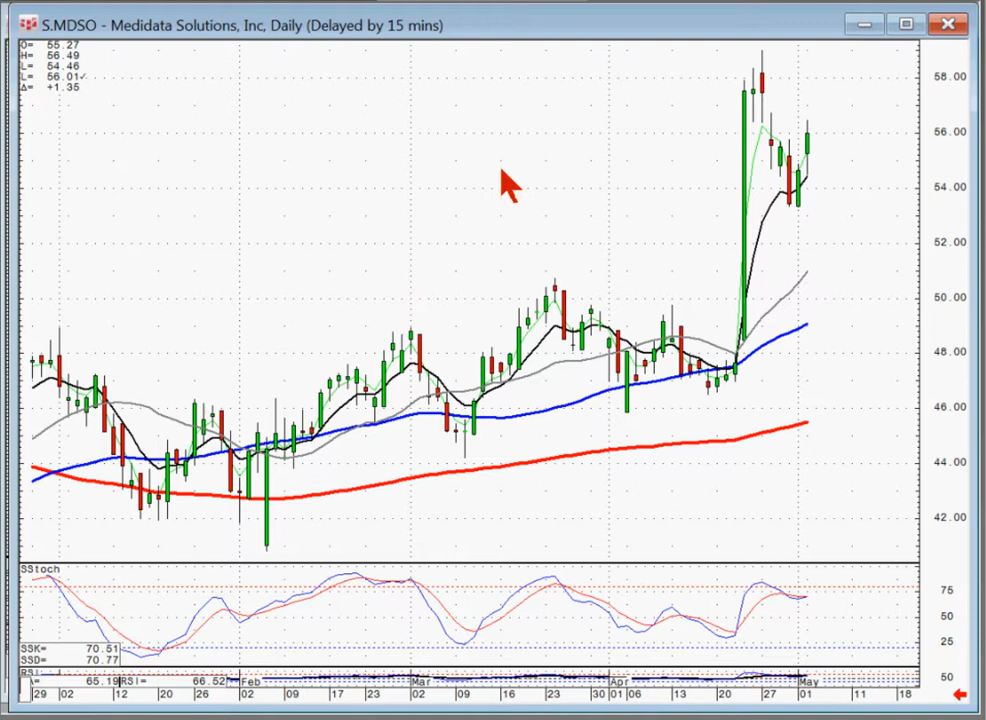 S.MDSO - Medidata Solutions, Inc, Daily (Delayed by 15 mins)
O= 55.27
H= 56.49
L= 54.46
L= 56.01✓
Δ= +1.35
58.00
56.00
54.00
52.00
50.00
48.00
46.00
44.00
42.00
SStoch
75
50
25
SSK= 70.51
SSD= 70.77
65.19 RSI= 66.52
50
29 02 12 20 26 02 Feb 09 17 23 02 Mar 09 16 23 30 01 Apr 06 13 20 27 01 May 11 18